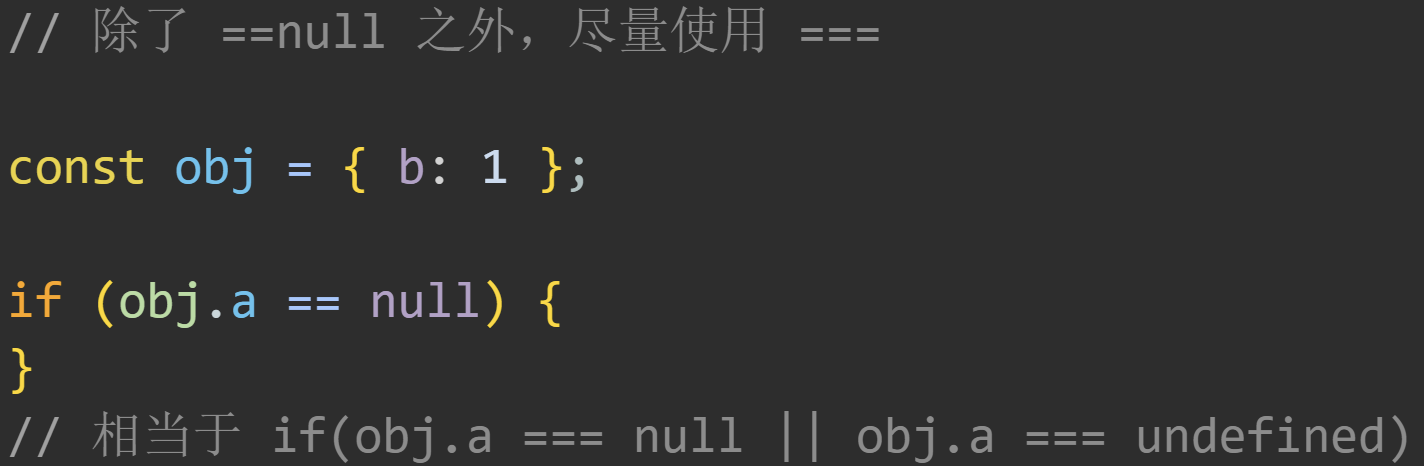 // 除了 ==null 之外，尽量使用 ===
const obj = { b: 1 };
if (obj.a == null) {
}
// 相当于 if(obj.a === null || obj.a === undefined)